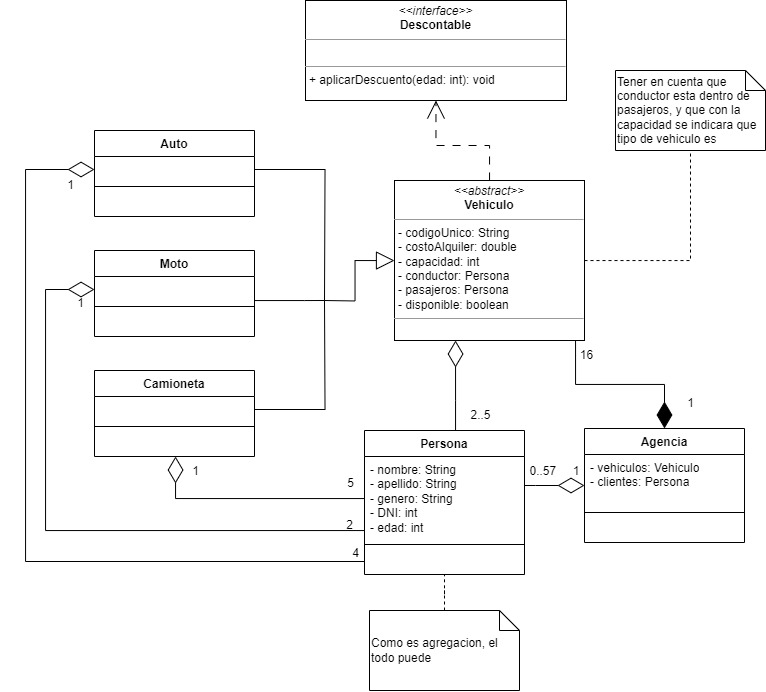 <<interface>>
Descontable
+ aplicarDescuento(edad: int): void
Tener en cuenta que
conductor esta dentro de
pasajeros, y que con la
capacidad se indicara que
tipo de vehiculo es
Auto
1
Moto
1
Camioneta
1
<<abstract>>
Vehiculo
- codigoUnico: String
- costoAlquiler: double
- capacidad: int
- conductor: Persona
- pasajeros: Persona
- disponible: boolean
16
1
2..5
Persona
- nombre: String
- apellido: String
- genero: String
- DNI: int
- edad: int
5
2
4
0..57
1
Agencia
- vehiculos: Vehiculo
- clientes: Persona
Como es agregacion, el
todo puede